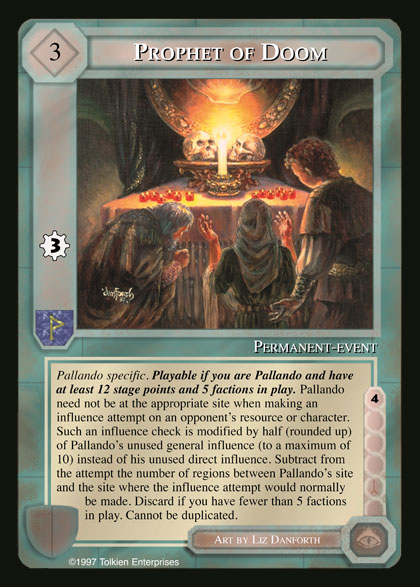 3
PROPHET OF DOOM
3
PERMANENT-EVENT
Pallando specific. Playable if you are Pallando and have
at least 12 stage points and 5 factions in play. Pallando
need not be at the appropriate site when making an
influence attempt on an opponent's resource or character.
Such an influence check is modified by half (rounded up)
of Pallando's unused general influence (to a maximum of
10) instead of his unused direct influence. Subtract from
the attempt the number of regions between Pallando's site
and the site where the influence attempt would normally
be made. Discard if you have fewer than 5 factions
in play. Cannot be duplicated.
4
ART BY LIZ DANFORTH
©1997 Tolkien Enterprises